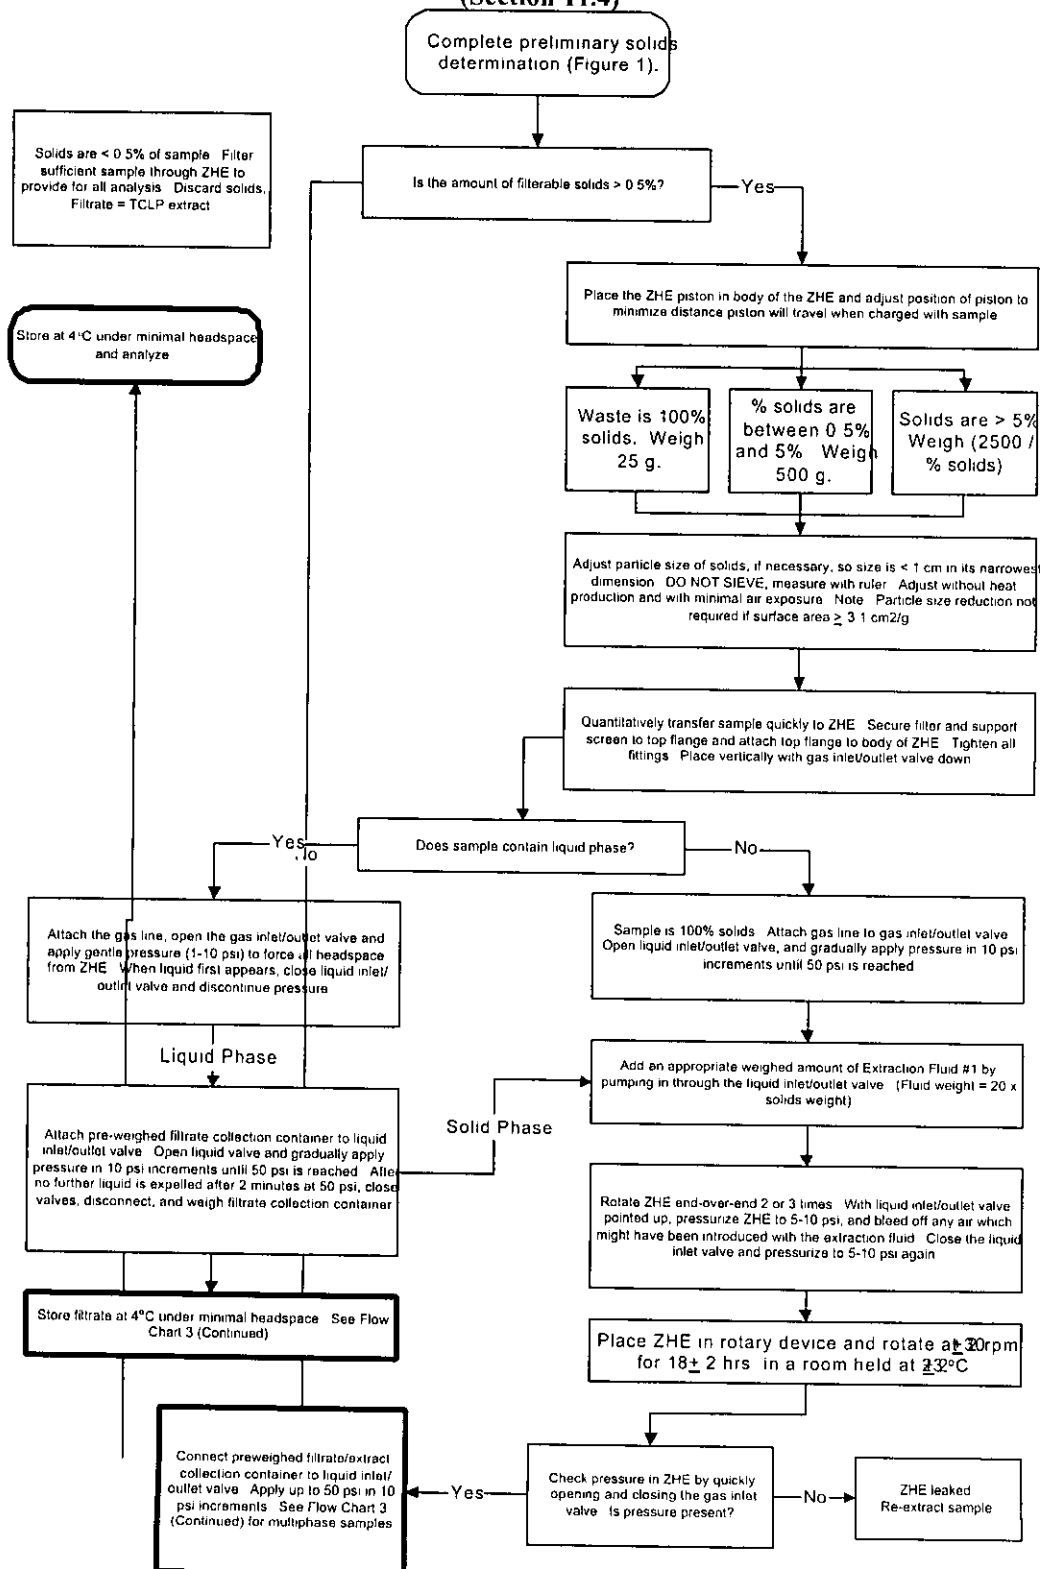 (Section 11.4)
Complete preliminary solids
determination (Figure 1).
Solids are < 0 5% of sample Filter
sufficient sample through ZHE to
provide for all analysis Discard solids,
Filtrate = TCLP extract
Is the amount of filterable solids > 0 5%?
Yes
Place the ZHE piston in body of the ZHE and adjust position of piston to
minimize distance piston will travel when charged with sample
Store at 4°C under minimal headspace
and analyze
Waste is 100%
solids. Weigh
25 g.
% solids are
between 0 5%
and 5% Weigh
500 g.
Solids are > 5%
Weigh (2500 /
% solids)
Adjust particle size of solids, if necessary, so size is < 1 cm in its narrowest
dimension DO NOT SIEVE, measure with ruler Adjust without heat
production and with minimal air exposure Note Particle size reduction not
required if surface area ≥ 3 1 cm2/g
Quantitatively transfer sample quickly to ZHE Secure filter and support
screen to top flange and attach top flange to body of ZHE Tighten all
fittings Place vertically with gas inlet/outlet valve down
Does sample contain liquid phase?
Yes
No
Attach the gas line, open the gas inlet/outlet valve and
apply gentle pressure (1-10 psi) to force all headspace
from ZHE When liquid first appears, close liquid inlet/
outlet valve and discontinue pressure
Sample is 100% solids Attach gas line to gas inlet/outlet valve
Open liquid inlet/outlet valve, and gradually apply pressure in 10 psi
increments until 50 psi is reached
Liquid Phase
Add an appropriate weighed amount of Extraction Fluid #1 by
pumping in through the liquid inlet/outlet valve (Fluid weight = 20 x
solids weight)
Attach pre-weighed filtrate collection container to liquid
inlet/outlet valve Open liquid valve and gradually apply
pressure in 10 psi increments until 50 psi is reached After
no further liquid is expelled after 2 minutes at 50 psi, close
valves, disconnect, and weigh filtrate collection container
Solid Phase
Rotate ZHE end-over-end 2 or 3 times With liquid inlet/outlet valve
pointed up, pressurize ZHE to 5-10 psi, and bleed off any air which
might have been introduced with the extraction fluid Close the liquid
inlet valve and pressurize to 5-10 psi again
Store filtrate at 4°C under minimal headspace See Flow
Chart 3 (Continued)
Place ZHE in rotary device and rotate at rpm
for 18± 2 hrs in a room held at °C
Connect preweighed filtrate/extract
collection container to liquid inlet/
outlet valve Apply up to 50 psi in 10
psi increments See Flow Chart 3
(Continued) for multiphase samples
Yes
Check pressure in ZHE by quickly
opening and closing the gas inlet
valve Is pressure present?
No
ZHE leaked
Re-extract sample